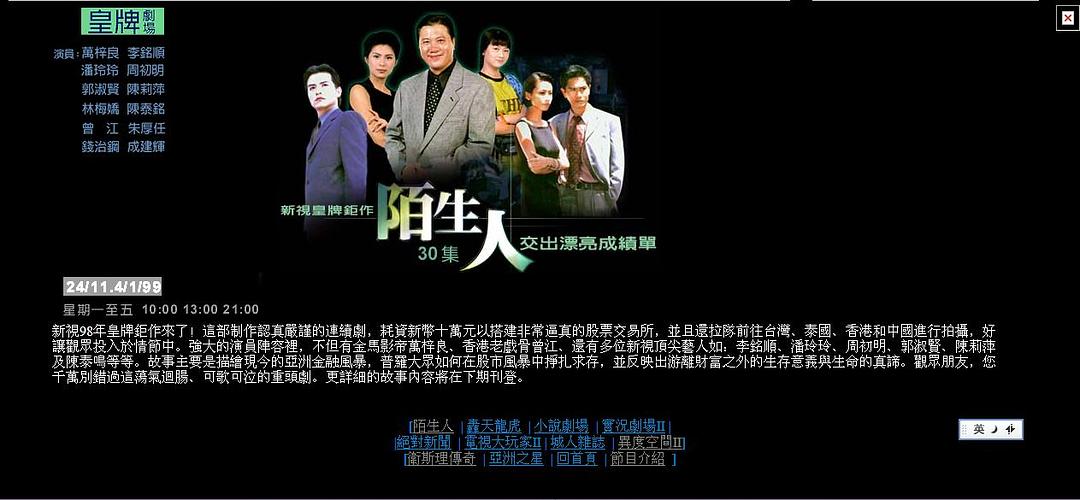 皇牌劇場
演員：萬梓良 李銘順
潘玲玲 周初明
郭淑賢 陳莉萍
林梅嬌 陳泰銘
曾 江 朱厚任
錢治鋼 成建輝
新視皇牌鉅作
陌生人
30集
交出漂亮成績單
24/11.4/1/99
星期一至五 10:00 13:00 21:00
新視98年皇牌鉅作來了！這部制作認真嚴謹的連續劇，耗資新幣十萬元以搭建非常逼真的股票交易所，並且還拉隊前往台灣、泰國、香港和中國進行拍攝，好
讓觀眾投入於情節中。強大的演員陣容裡，不但有金馬影帝萬梓良、香港老戲骨曾江、還有多位新視頂尖藝人如，李銘順、潘玲玲、周初明、郭淑賢、陳莉萍
及陳泰鳴等等。故事主要是描繪現今的亞洲金融風暴，普羅大眾如何在股市風暴中掙扎求存，並反映出游離財富之外的生存意義與生命的真諦。觀眾朋友，您
千萬別錯過這蕩氣迴腸、可歌可泣的重頭劇。更詳細的故事內容將在下期刊登。
[陌生人 | 轟天龍虎 | 小說劇場 | 實況劇場II |
|絕對新聞 | 電視大玩家II | 城人雜誌 | 異度空間II|
[衛斯理傳奇 | 亞洲之星 | 回首頁 | 節目介紹 ]
英